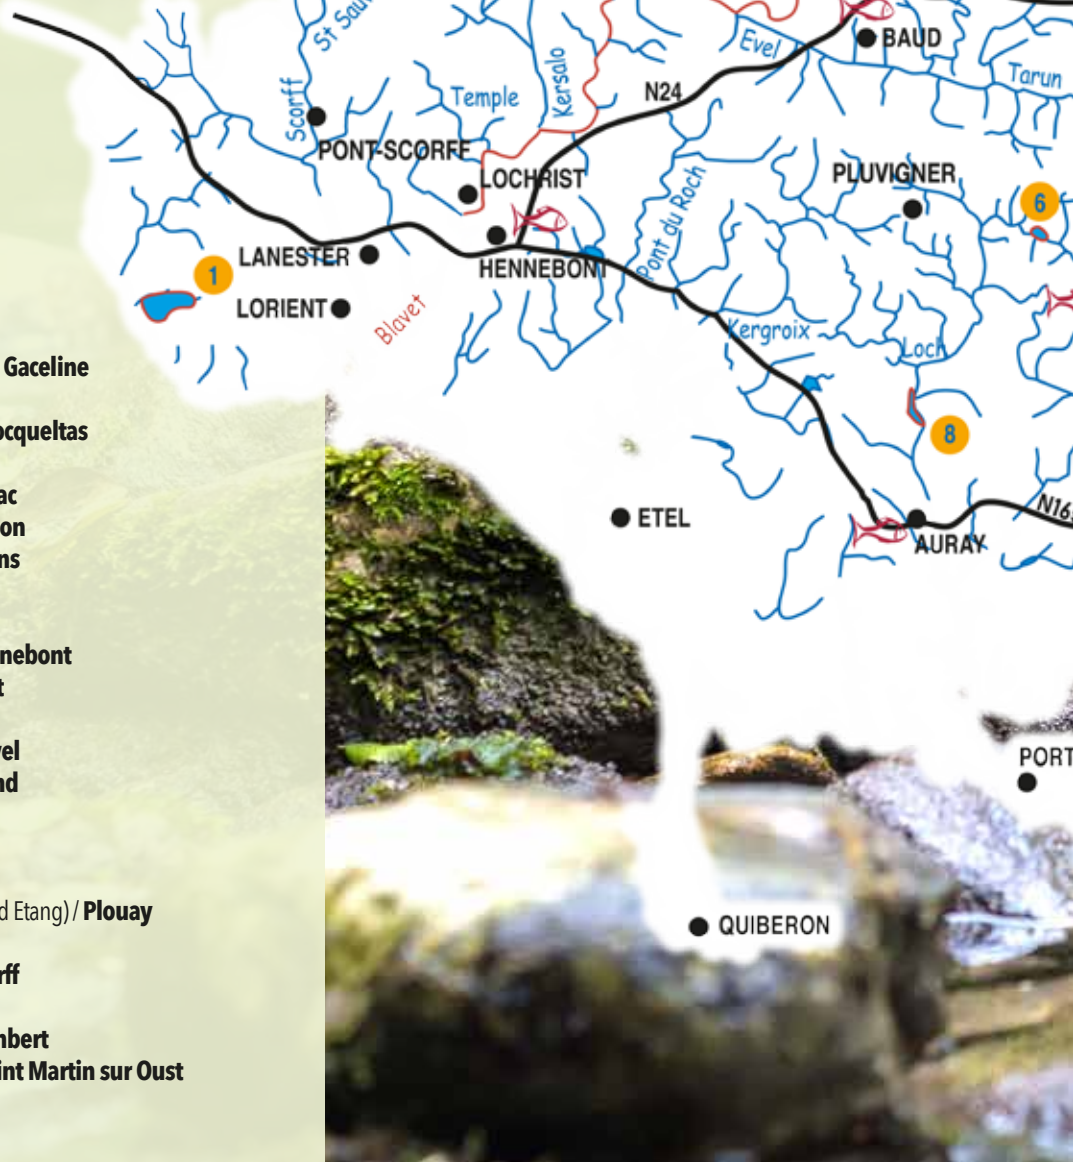 St Sau
Scorff
Kersalo
Temple
Evel
BAUD
Tarun
N24
PONT-SCORFF
LOCHRIST
PLUVIGNER
6
Pont du Roch
LANESTER
HENNEBONT
1
LORIENT
Blavet
Kergroix
Loch
Gaceline
ocqueltas
8
ac
on
ns
ETEL
N165
AURAY
nebont
t
vel
nd
PORT
d Etang) / Plouay
QUIBERON
rff
nbert
int Martin sur Oust